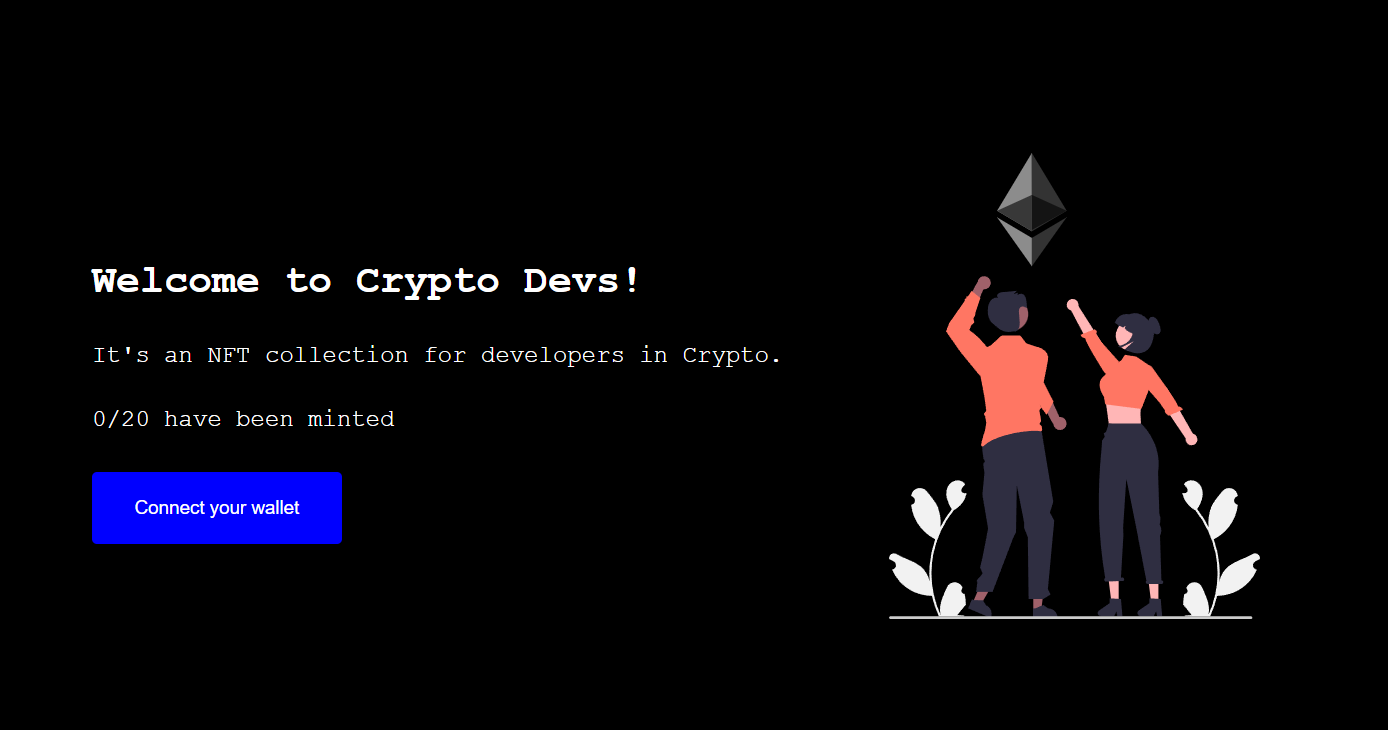 Welcome to Crypto Devs!
It's an NFT collection for developers in Crypto.
0/20 have been minted
Connect your wallet